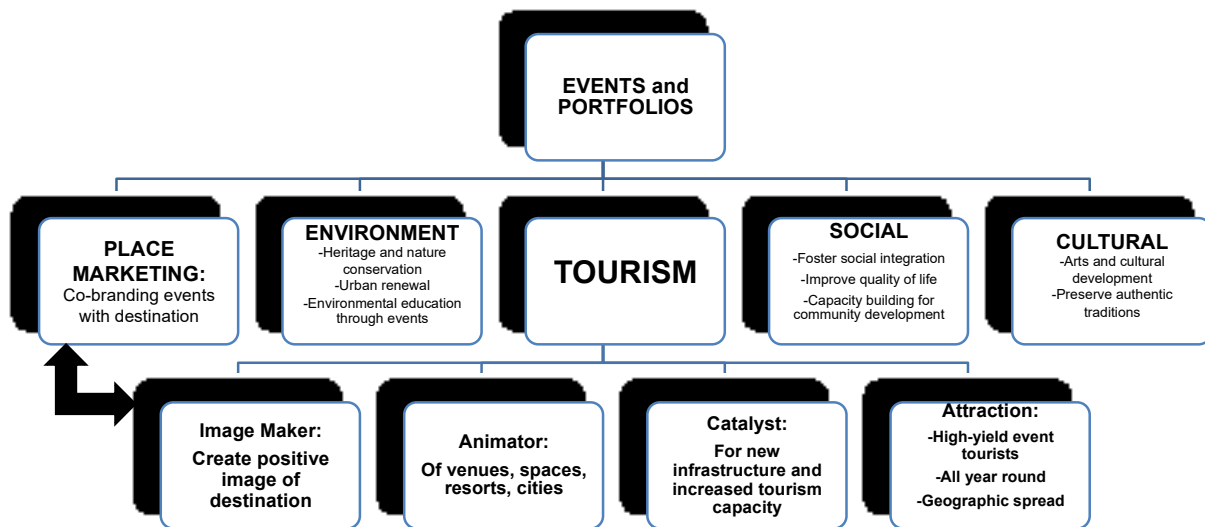 EVENTS and
PORTFOLIOS
PLACE
MARKETING:
Co-branding events
with destination
ENVIRONMENT
-Heritage and nature
conservation
-Urban renewal
-Environmental education
through events
TOURISM
SOCIAL
-Foster social integration
-Improve quality of life
-Capacity building for
community development
CULTURAL
-Arts and cultural
development
-Preserve authentic
traditions
Image Maker:
Create positive
image of
destination
Animator:
Of venues, spaces,
resorts, cities
Catalyst:
For new
infrastructure and
increased tourism
capacity
Attraction:
-High-yield event
tourists
-All year round
-Geographic spread